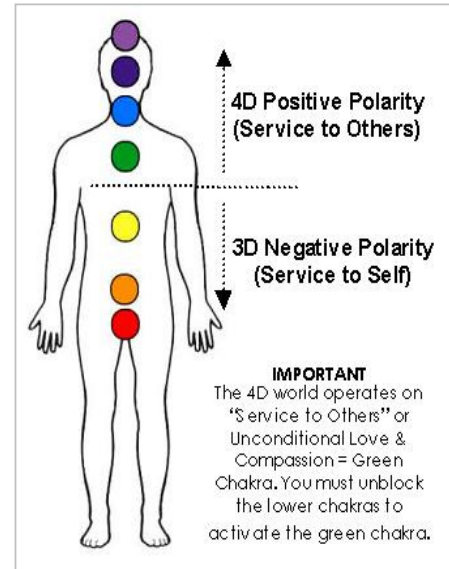 4D Positive Polarity
(Service to Others)
3D Negative Polarity
(Service to Self)
IMPORTANT
The 4D world operates on
"Service to Others" or
Unconditional Love &
Compassion = Green
Chakra. You must unblock
the lower chakras to
activate the green chakra.